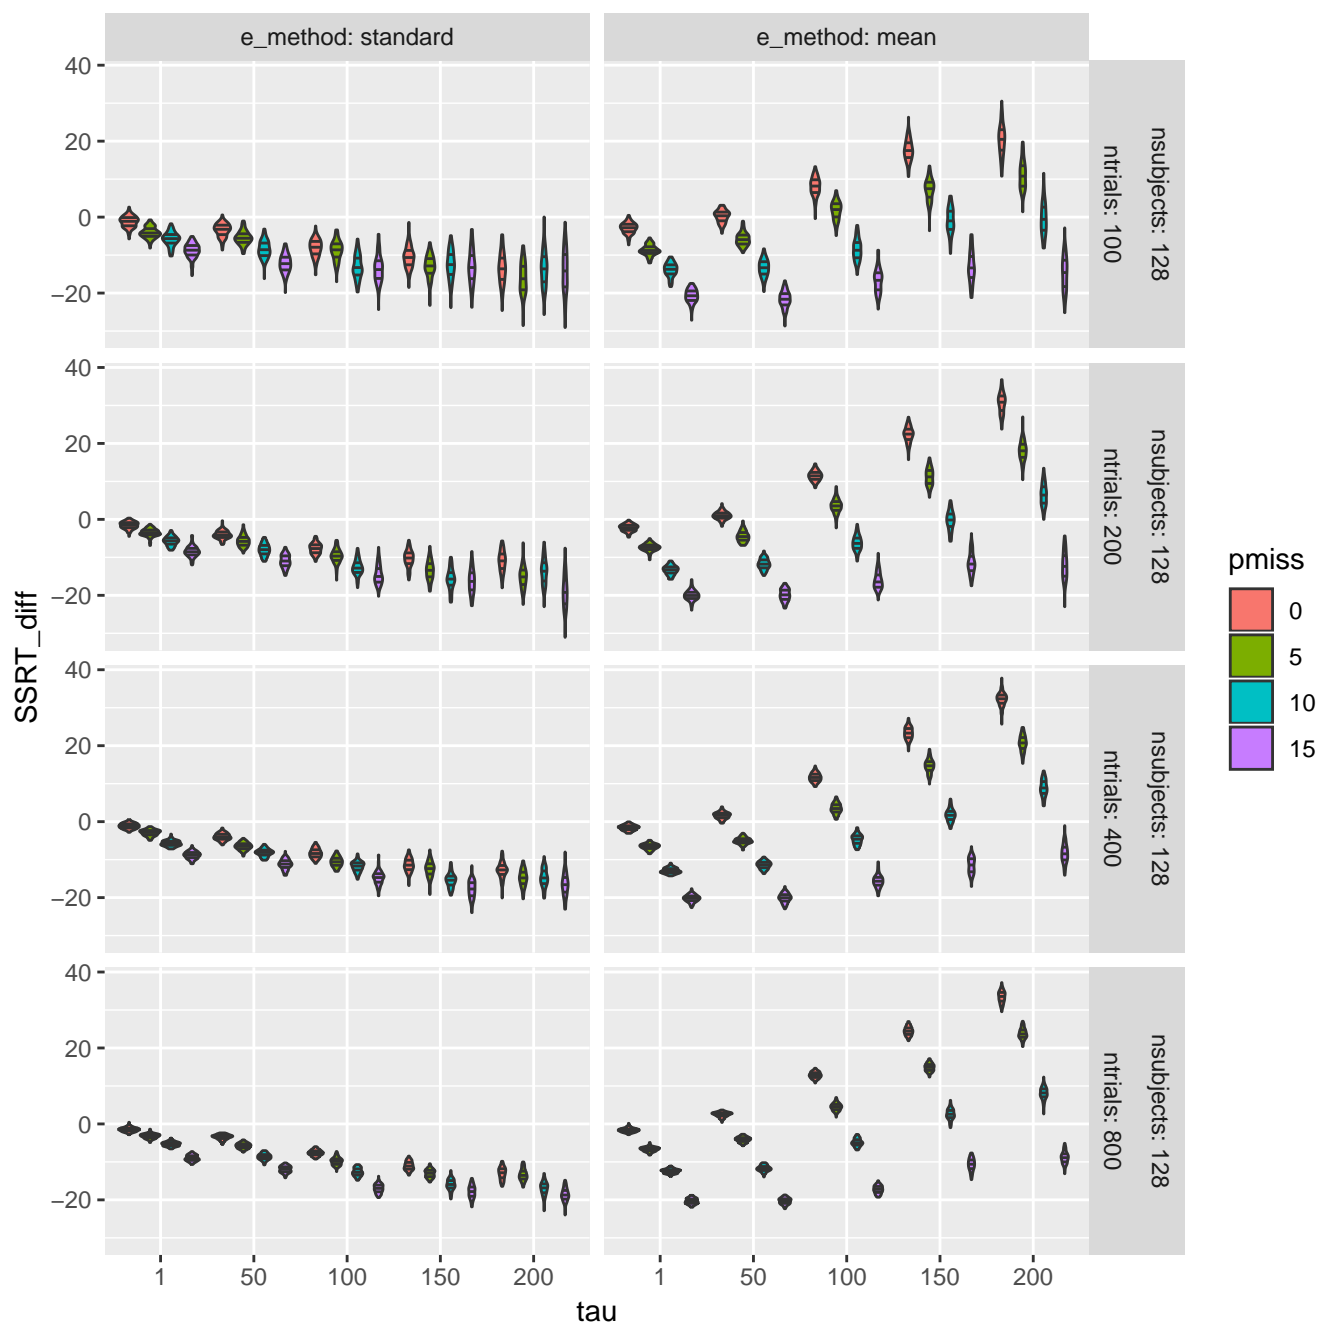 e_method: standard
e_method: mean
40
20
0
−20
nsubjects: 128
ntrials: 100
40
20
0
−20
nsubjects: 128
ntrials: 200
40
20
0
−20
nsubjects: 128
ntrials: 400
40
20
0
−20
nsubjects: 128
ntrials: 800
1
50
100
150
200
1
50
100
150
200
tau
SSRT_diff
pmiss
0
5
10
15